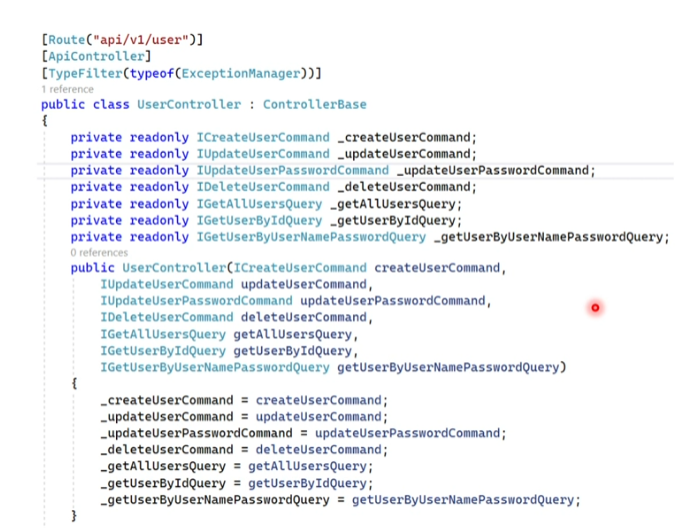 [Route("api/v1/user")]
[ApiController]
[TypeFilter(typeof(ExceptionManager))]
1 reference
public class UserController : ControllerBase
{
private readonly ICreateUserCommand _createUserCommand;
private readonly IUpdateUserCommand _updateUserCommand;
private readonly IUpdateUserPasswordCommand _updateUserPasswordCommand;
private readonly IDeleteUserCommand _deleteUserCommand;
private readonly IGetAllUsersQuery _getAllUsersQuery;
private readonly IGetUserByIdQuery _getUserByIdQuery;
private readonly IGetUserByUserNamePasswordQuery _getUserByUserNamePasswordQuery;
0 references
public UserController(ICreateUserCommand createUserCommand,
IUpdateUserCommand updateUserCommand,
IUpdateUserPasswordCommand updateUserPasswordCommand,
IDeleteUserCommand deleteUserCommand,
IGetAllUsersQuery getAllUsersQuery,
IGetUserByIdQuery getUserByIdQuery,
IGetUserByUserNamePasswordQuery getUserByUserNamePasswordQuery)
{
_createUserCommand = createUserCommand;
_updateUserCommand = updateUserCommand;
_updateUserPasswordCommand = updateUserPasswordCommand;
_deleteUserCommand = deleteUserCommand;
_getAllUsersQuery = getAllUsersQuery;
_getUserByIdQuery = getUserByIdQuery;
_getUserByUserNamePasswordQuery = getUserByUserNamePasswordQuery;
}